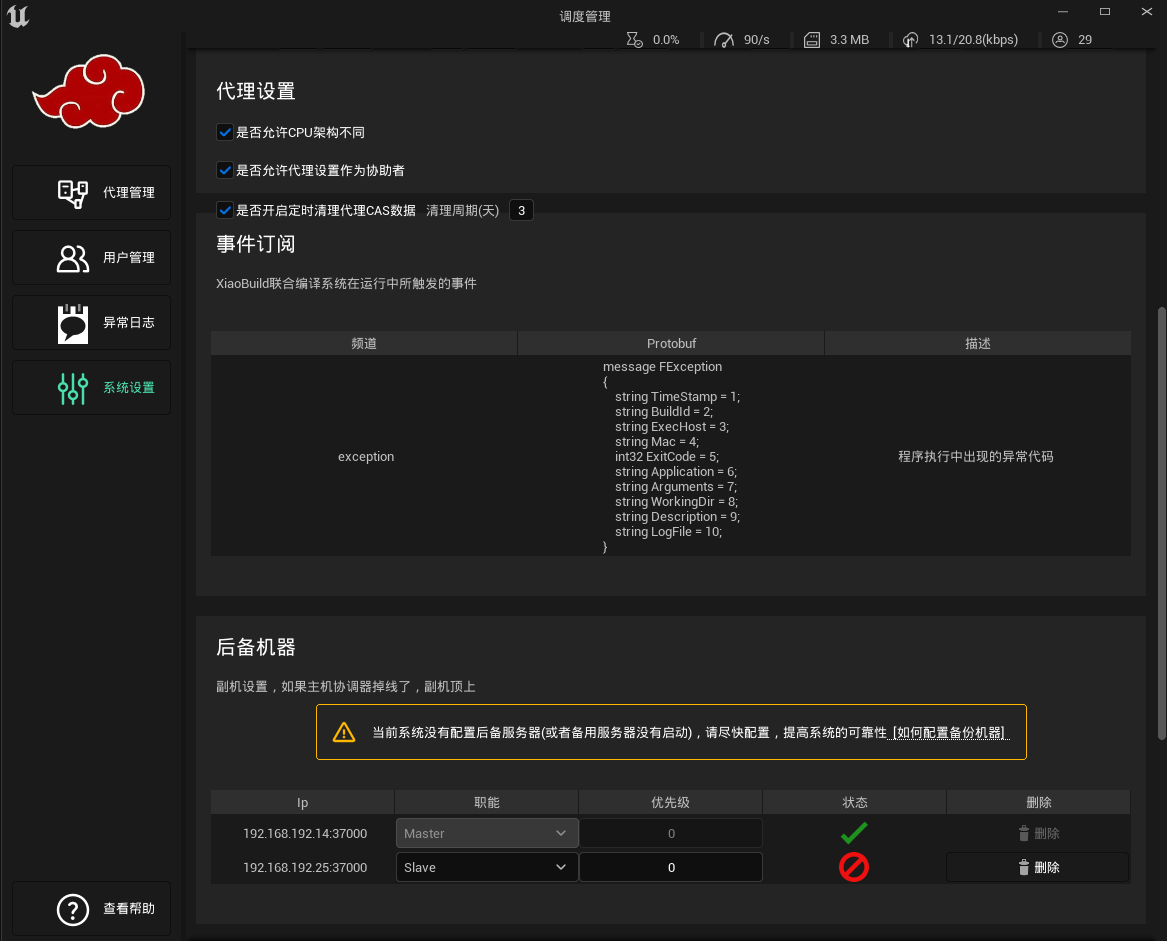 调度管理
0.0% 90/s 3.3 MB 13.1/20.8(kbps) 29
代理设置
是否允许CPU架构不同
是否允许代理设置作为协助者
代理管理
是否开启定时清理代理CAS数据 清理周期(天) 3
事件订阅
用户管理
XiaoBuild联合编译系统在运行中所触发的事件
异常日志
频道 Protobuf 描述
message FException
{
系统设置
string TimeStamp = 1;
string BuildId = 2;
string ExecHost = 3;
string Mac = 4;
exception int32 ExitCode = 5; 程序执行中出现的异常代码
string Application = 6;
string Arguments = 7;
string WorkingDir = 8;
string Description = 9;
string LogFile = 10;
}
后备机器
副机设置，如果主机协调器掉线了，副机顶上
当前系统没有配置后备服务器(或者备用服务器没有启动)，请尽快配置，提高系统的可靠性 [如何配置备份机器]
Ip 职能 优先级 状态 删除
192.168.192.14:37000 Master 0 删除
192.168.192.25:37000 Slave 0 删除
查看帮助